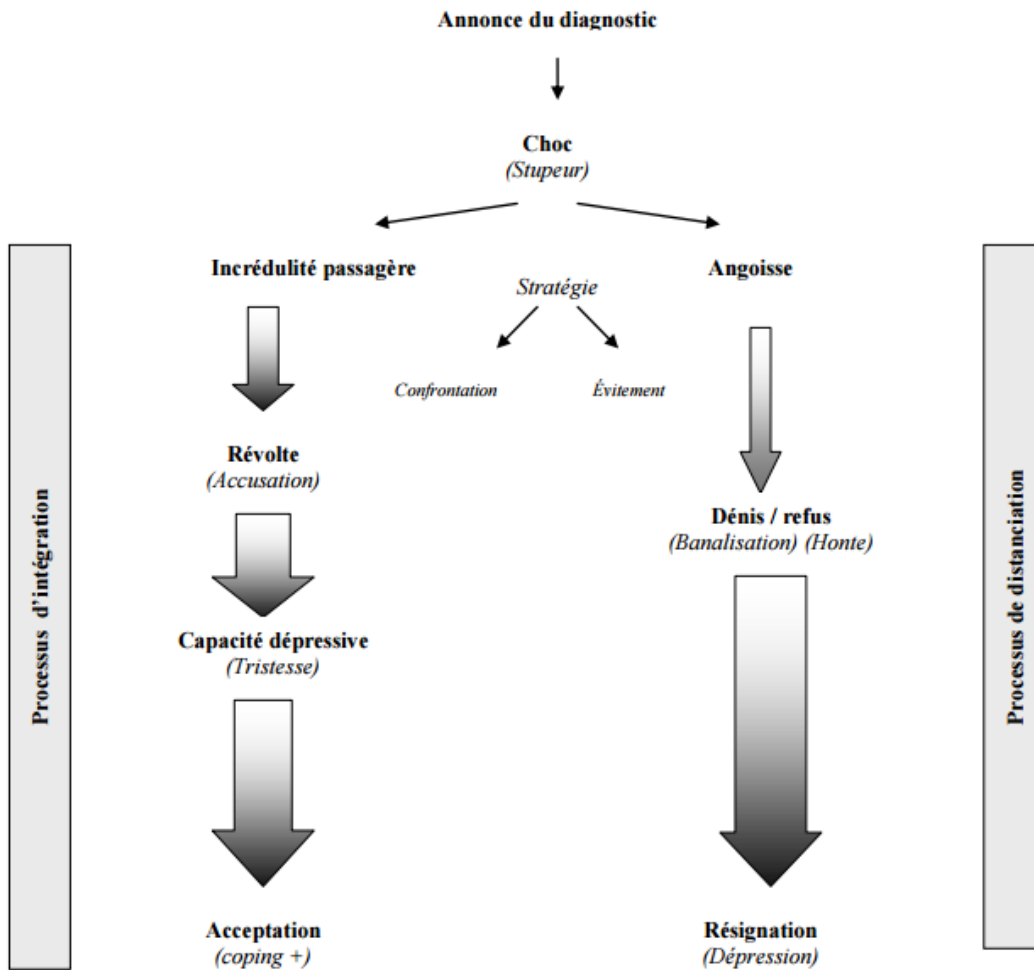 Annonce du diagnostic
Choc
(Stupeur)
Incrédulité passagère
Stratégie
Angoisse
Confrontation
Évitement
Révolte
(Accusation)
Dénis / refus
(Banalisation) (Honte)
Capacité dépressive
(Tristesse)
Acceptation
(coping +)
Résignation
(Dépression)
Processus d'intégration
Processus de distanciation